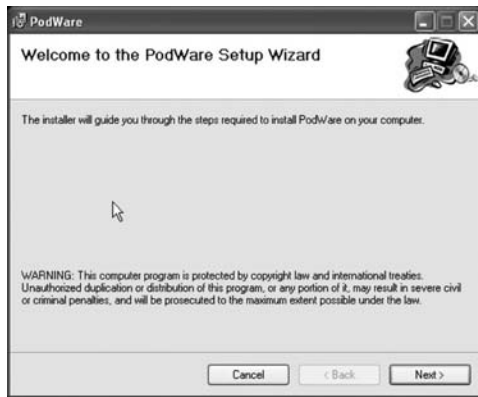 PodWare
Welcome to the PodWare Setup Wizard
The installer will guide you through the steps required to install PodWare on your computer.
WARNING: This computer program is protected by copyright law and international treaties.
Unauthorized duplication or distribution of this program, or any portion of it, may result in severe civil
or criminal penalties, and will be prosecuted to the maximum extent possible under the law.
Cancel
< Back
Next >